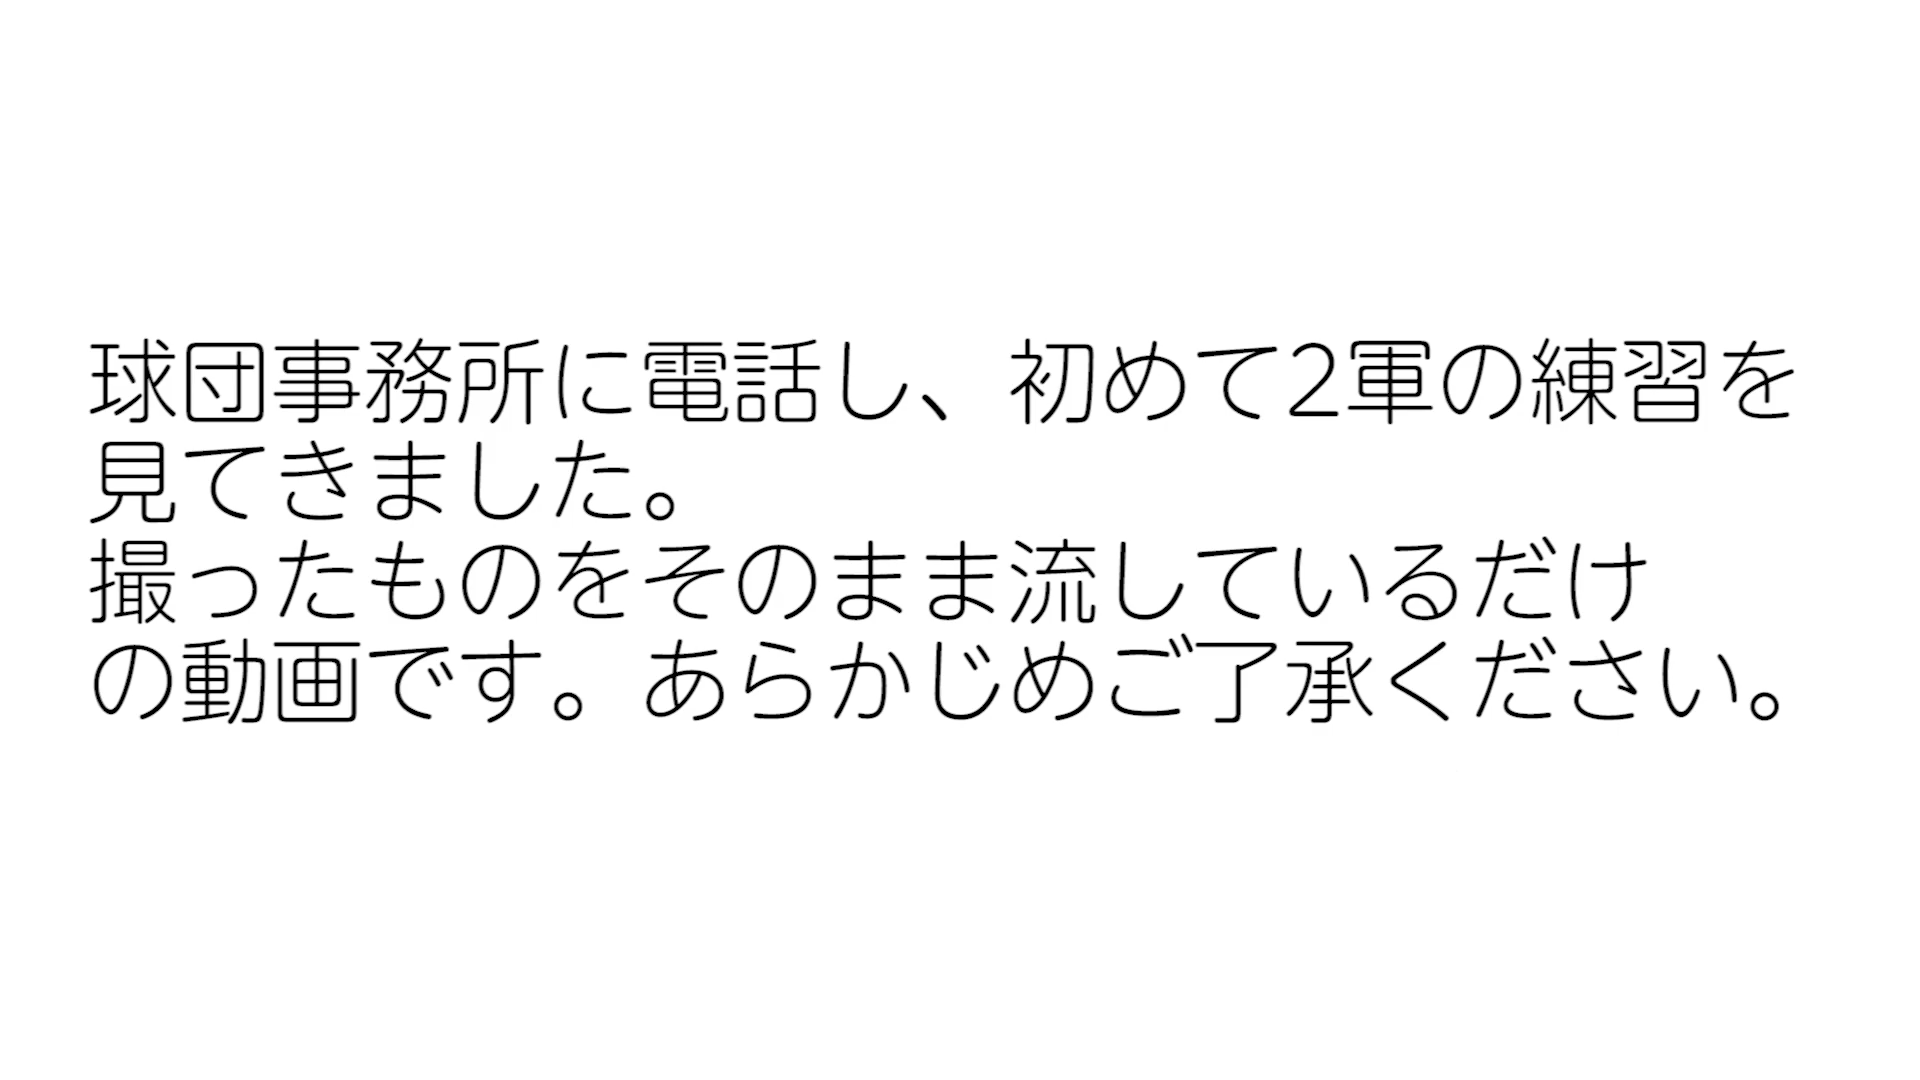 球団事務所に電話し、初めて2軍の練習を
見てきました。
撮ったものをそのまま流しているだけ
の動画です。あらかじめご了承ください。